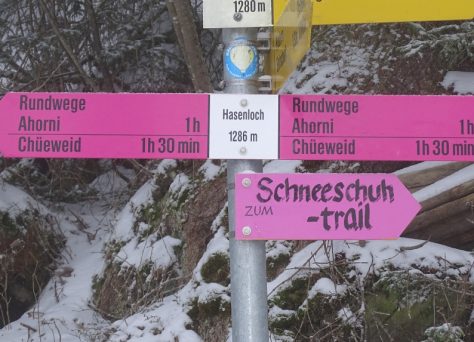 1280 m
Rundwege
Ahorni 1h
Chüeweid 1h 30 min
Hasenloch
1286 m
Rundwege
Ahorni 1h
Chüeweid 1h 30 min
Schneeschuh
ZUM -trail